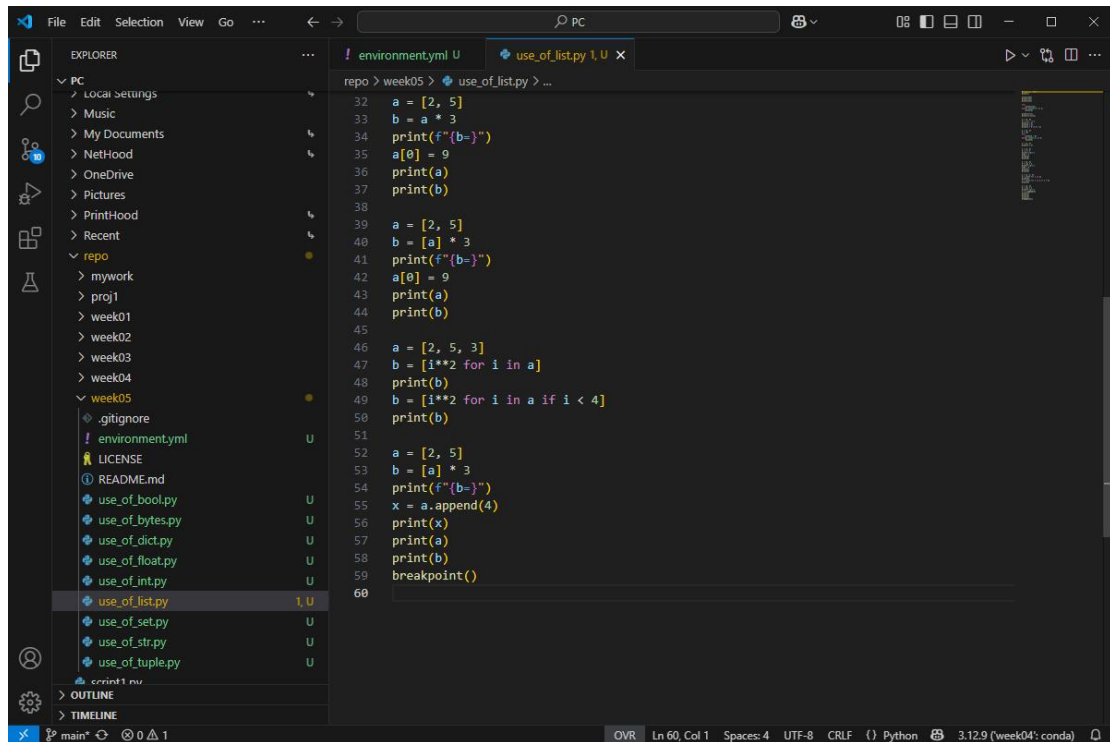 File Edit Selection View Go ··· ← → PC
EXPLORER ···
PC
Local Settings
Music
My Documents
NetHood
OneDrive
Pictures
PrintHood
Recent
repo
mywork
proj1
week01
week02
week03
week04
week05
.gitignore
! environment.yml U
LICENSE
README.md
use_of_bool.py U
use_of_bytes.py U
use_of_dict.py U
use_of_float.py U
use_of_int.py U
use_of_list.py 1, U
use_of_set.py U
use_of_str.py U
use_of_tuple.py U
script1.py
OUTLINE
TIMELINE
10
! environment.yml U use_of_list.py 1, U ×
repo > week05 > use_of_list.py > ...
32 a = [2, 5]
33 b = a * 3
34 print(f"{b=}")
35 a[0] = 9
36 print(a)
37 print(b)
38
39 a = [2, 5]
40 b = [a] * 3
41 print(f"{b=}")
42 a[0] = 9
43 print(a)
44 print(b)
45
46 a = [2, 5, 3]
47 b = [i**2 for i in a]
48 print(b)
49 b = [i**2 for i in a if i < 4]
50 print(b)
51
52 a = [2, 5]
53 b = [a] * 3
54 print(f"{b=}")
55 x = a.append(4)
56 print(x)
57 print(a)
58 print(b)
59 breakpoint()
60
main* 0 1 OVR Ln 60, Col 1 Spaces: 4 UTF-8 CRLF {} Python 3.12.9 ('week04': conda)